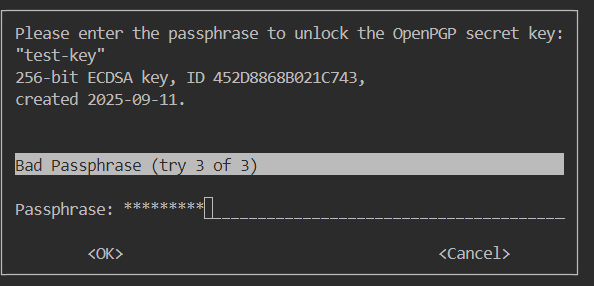 Please enter the passphrase to unlock the OpenPGP secret key:
"test-key"
256-bit ECDSA key, ID 452D8868B021C743,
created 2025-09-11.
Bad Passphrase (try 3 of 3)
Passphrase: *********_______________________________________
<OK> <Cancel>